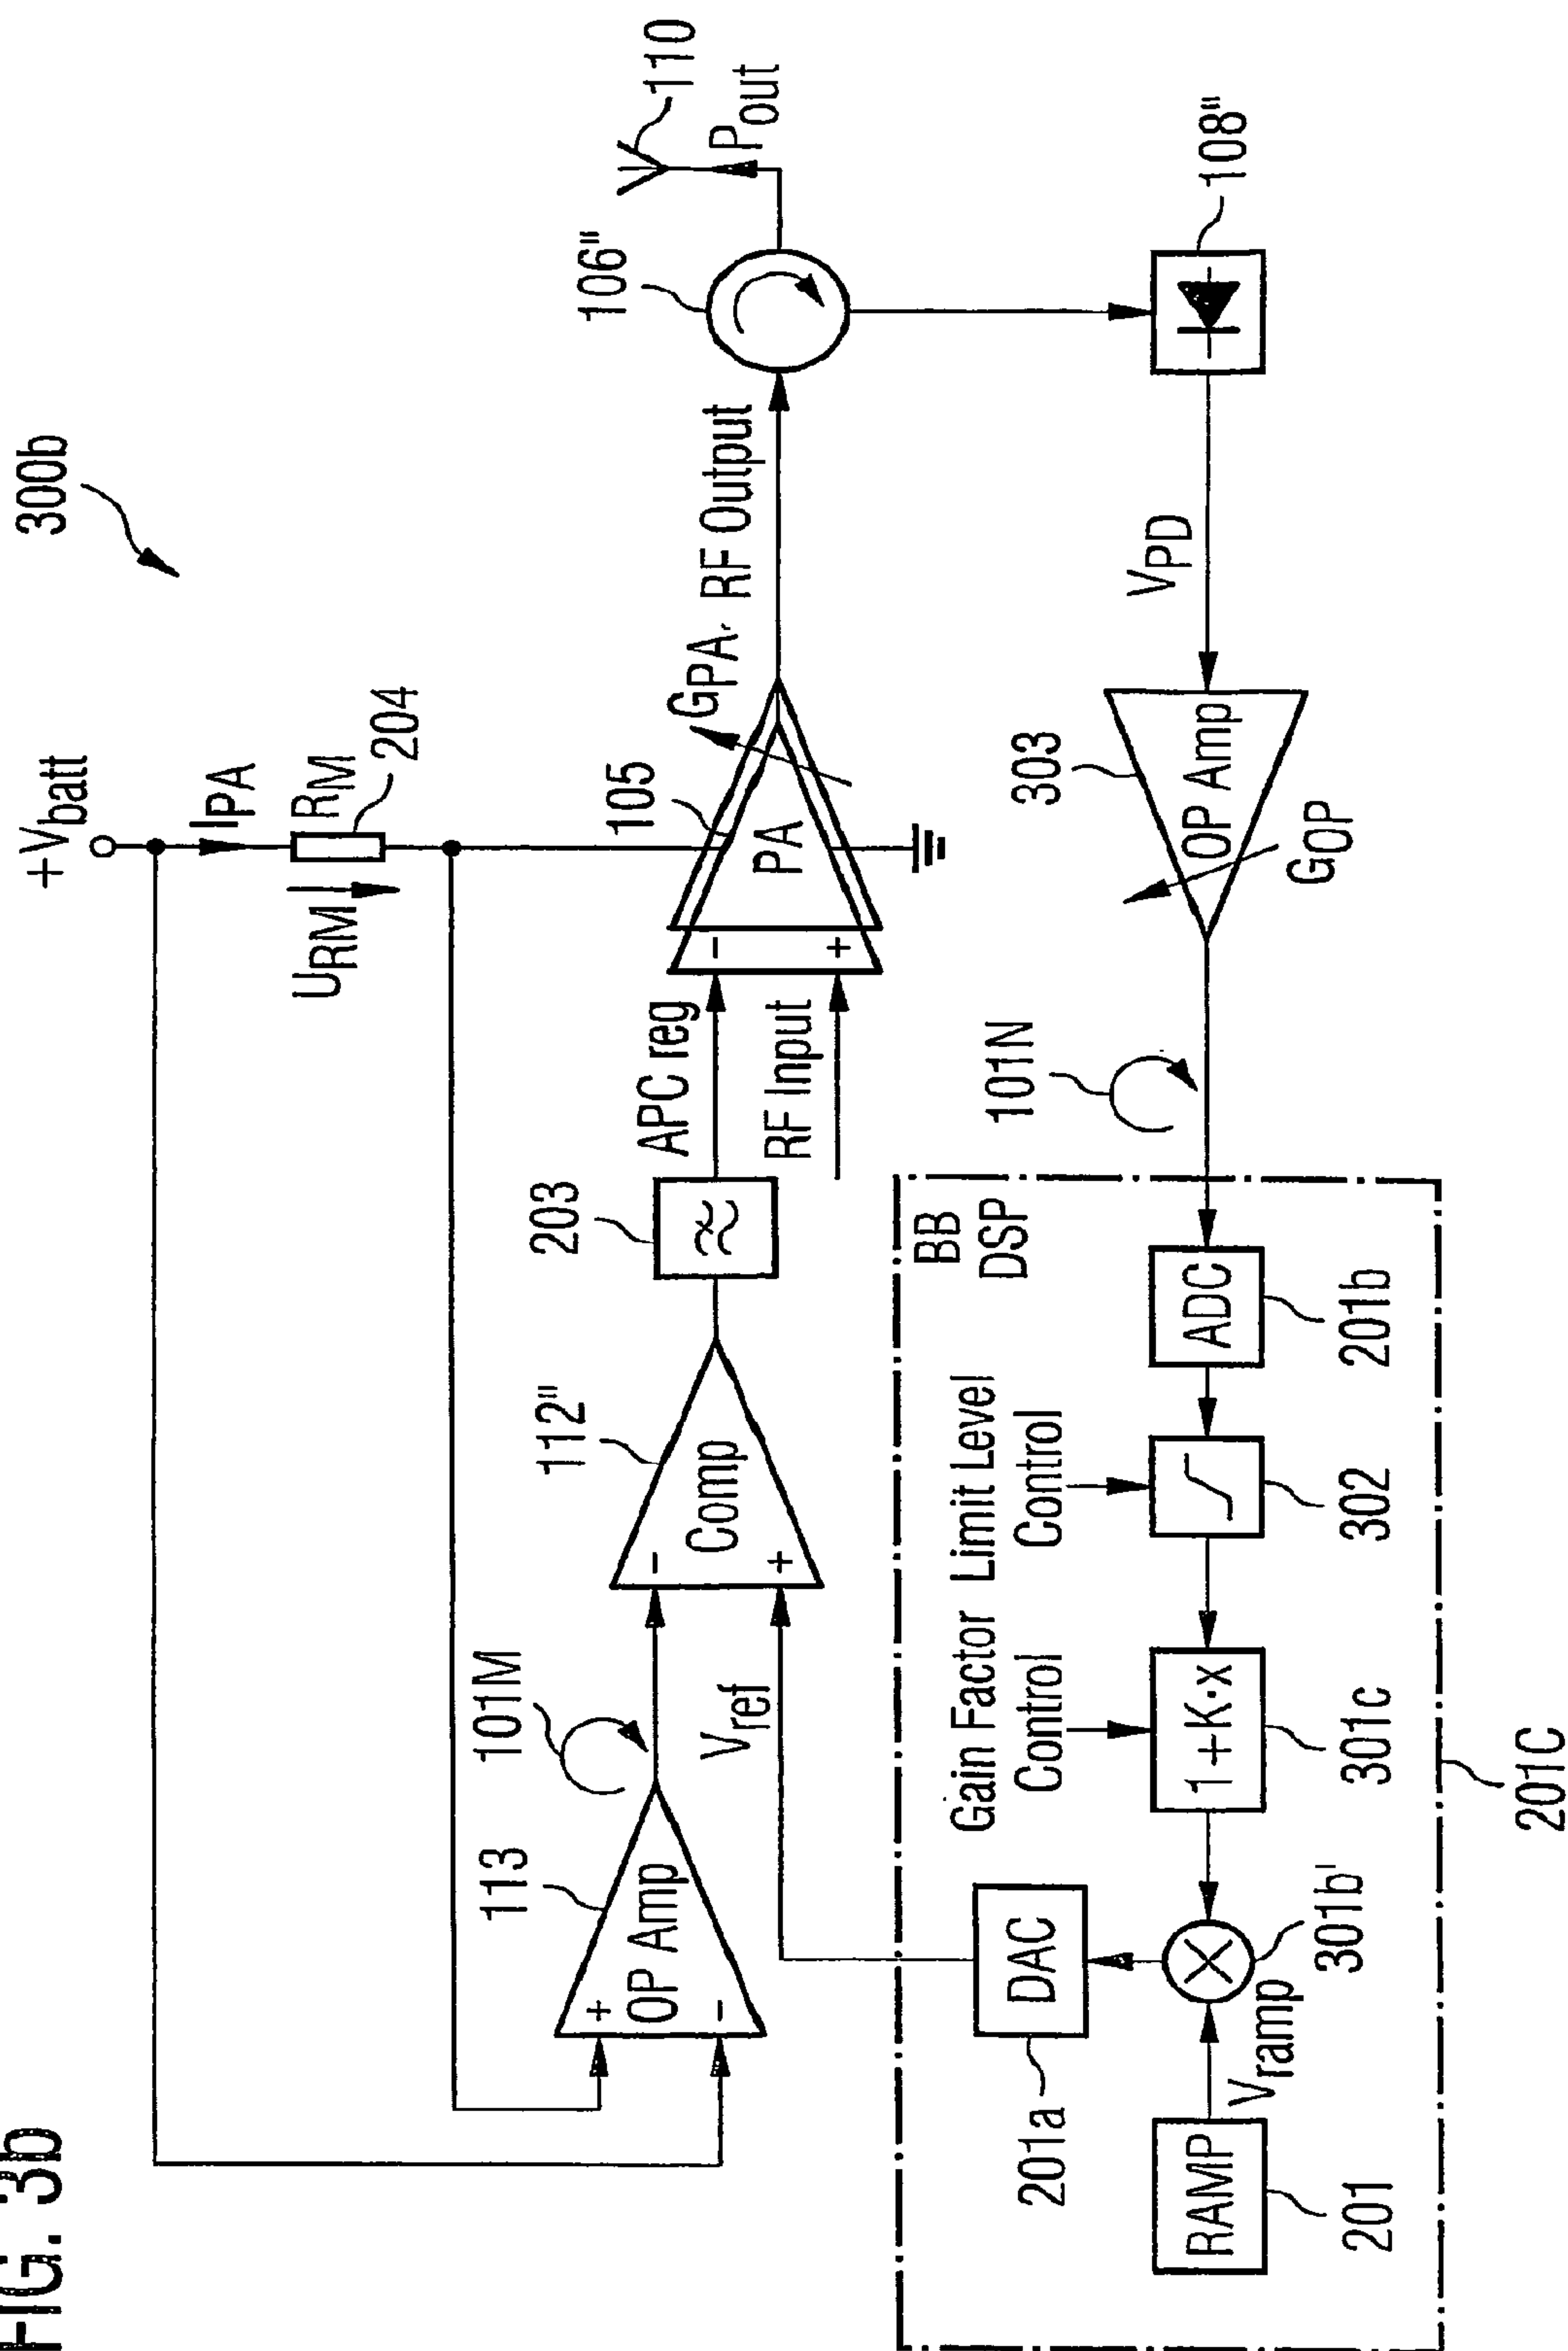 FIG. 3b
300b
+Vbatt
IPA
RM
204
URM
105
PA
-
+
GPA, RF Output
106"
110
Pout
108"
VPD
303
OP Amp
GOP
101N
APC reg
RF Input
203
112"
Comp
-
+
101M
Vref
113
OP Amp
+
-
BB
DSP
ADC
201b
Limit Level
Control
302
Gain Factor
Control
1+K·x
301c
301b'
DAC
201a
Vramp
RAMP
201
201C